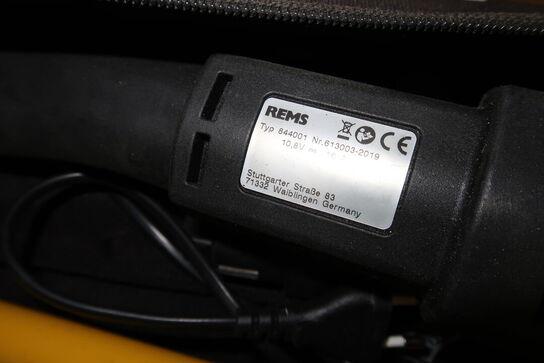 REMS
Typ 844001 Nr.613003-2019
10,8V
Stuttgarter Straße 83
71332 Waiblingen Germany